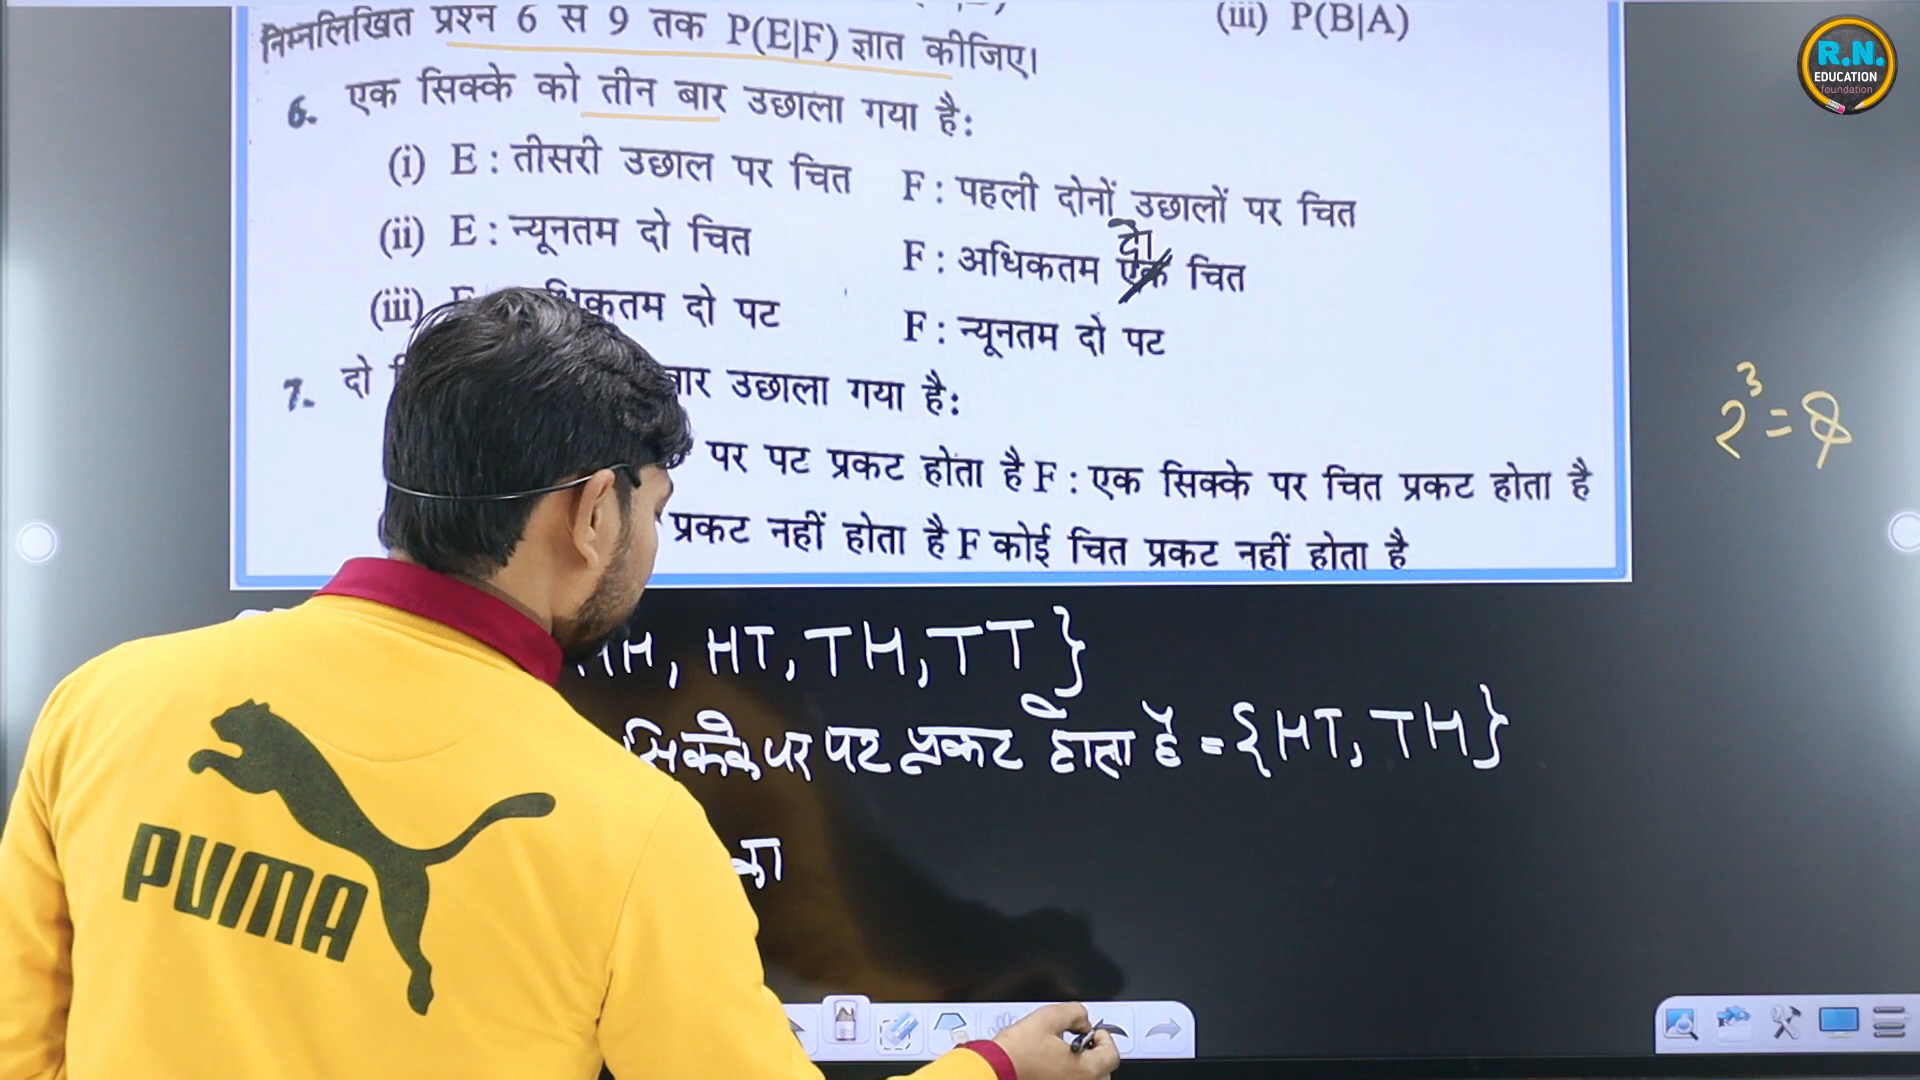 (iii) P(B|A)
निम्नलिखित प्रश्न 6 से 9 तक P(E|F) ज्ञात कीजिए।
6. एक सिक्के को तीन बार उछाला गया है:
(i) E : तीसरी उछाल पर चित F : पहली दोनों उछालों पर चित
(ii) E : न्यूनतम दो चित F : अधिकतम एक दो चित
(iii) दो पट F : न्यूनतम दो पट
7. दो उछाला गया है:
पर पट प्रकट होता है F : एक सिक्के पर चित प्रकट होता है
प्रकट नहीं होता है F कोई चित प्रकट नहीं होता है
2³ = 8
HH, HT, TH, TT }
सिक्के पर पट प्रकट होता है = {HT, TH}
का
PUMA
R.N.
EDUCATION
foundation